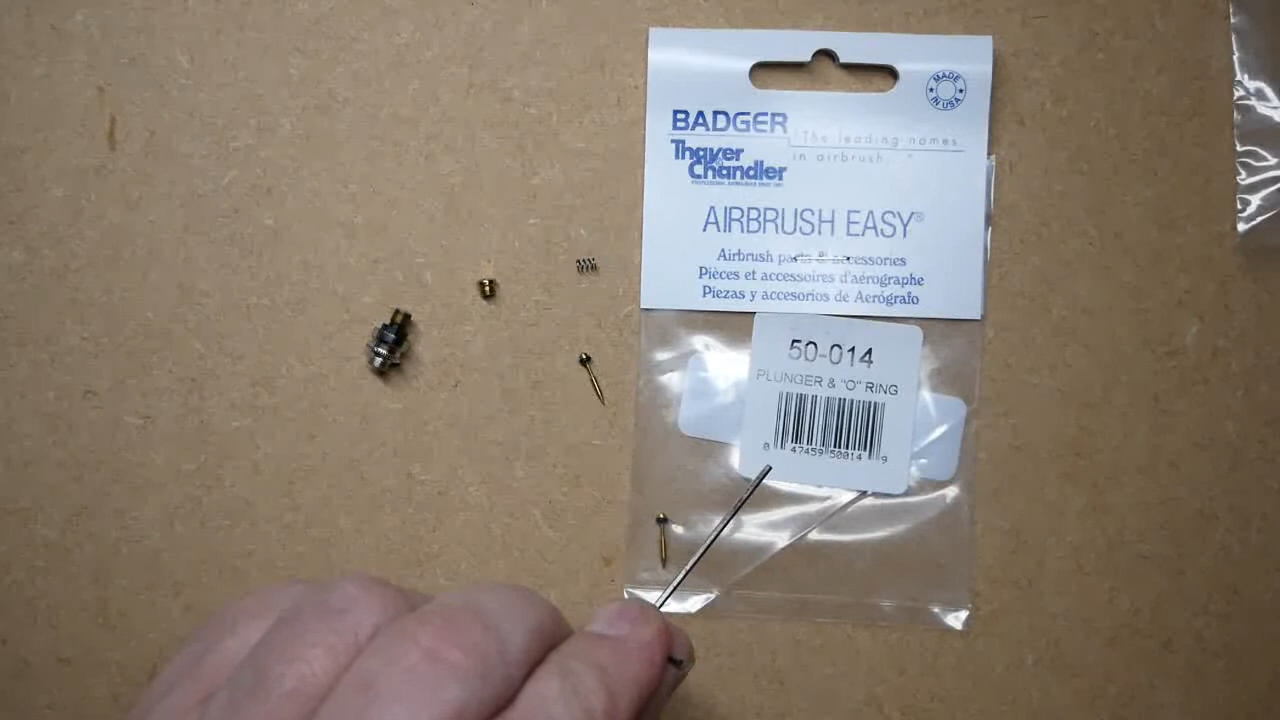 MADE
IN USA
BADGER
"The leading names
in airbrush..."
Thayer
& Chandler
AIRBRUSH EASY®
Airbrush parts & accessories
Pièces et accessoires d'aérographe
Piezas y accesorios de Aerógrafo
50-014
PLUNGER & "O" RING
0 47459 50014 9